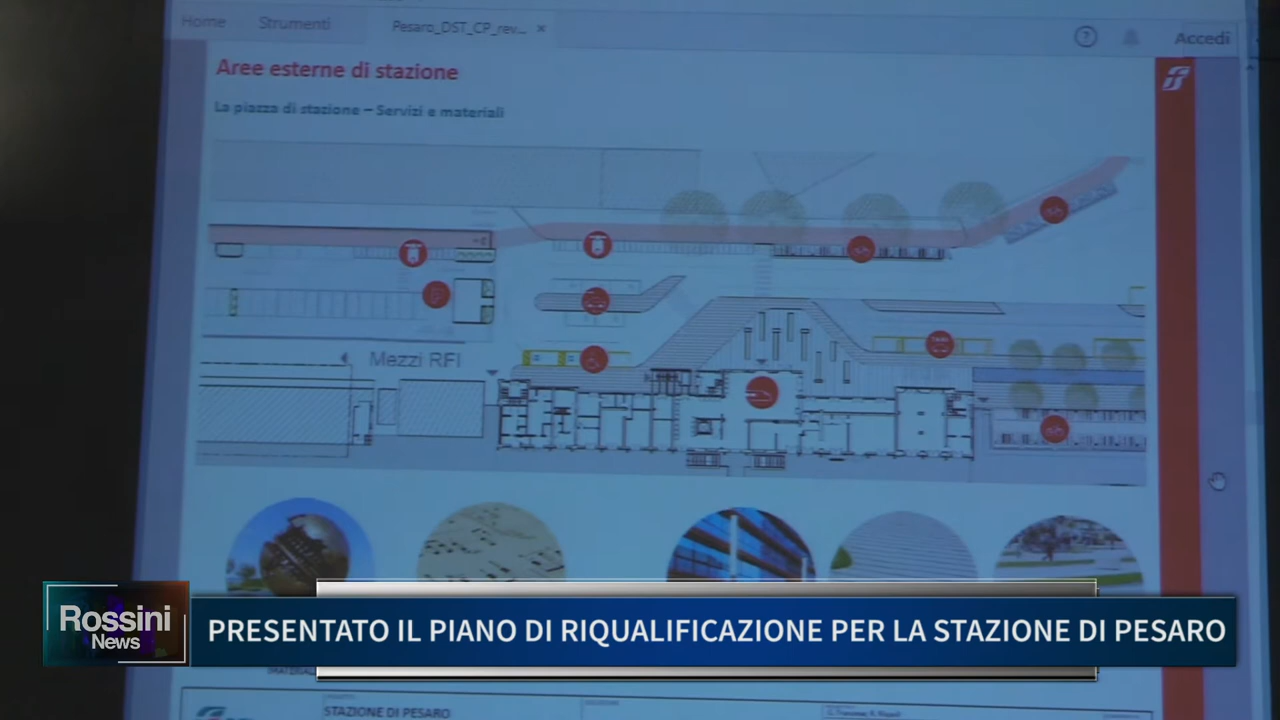 Home Strumenti Pesaro_DST_CP_rev... × ? Accedi
Aree esterne di stazione
La piazza di stazione – Servizi e materiali
TAXI
Mezzi RFI
Rossini
News
PRESENTATO IL PIANO DI RIQUALIFICAZIONE PER LA STAZIONE DI PESARO
STAZIONE DI PESARO